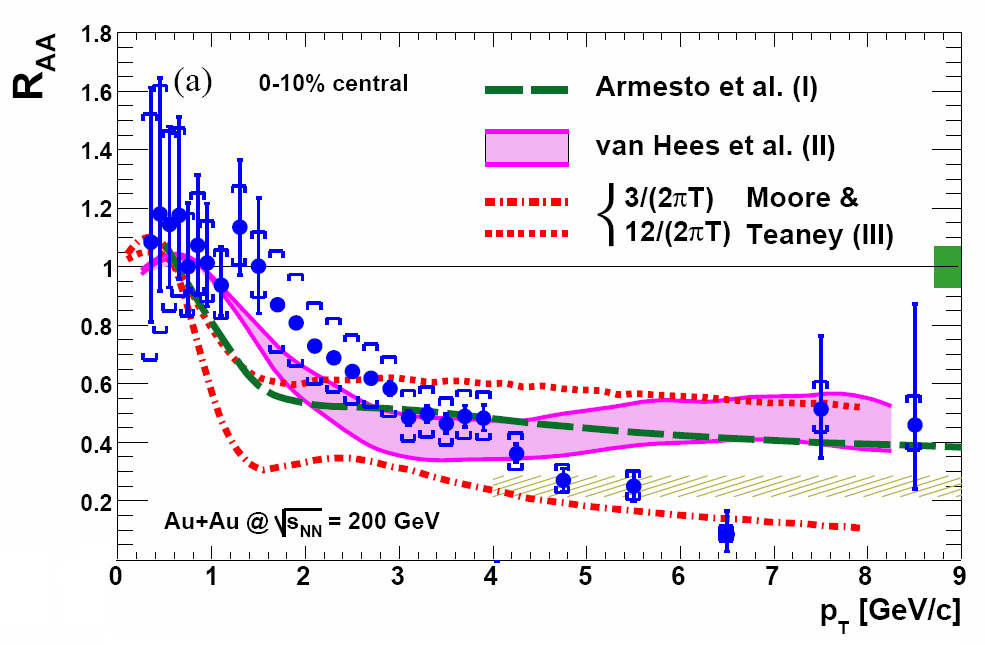 R_AA
1.8
1.6
1.4
1.2
1
0.8
0.6
0.4
0.2
(a)
0-10% central
Armesto et al. (I)
van Hees et al. (II)
3/(2πT)
12/(2πT)
Moore &
Teaney (III)
Au+Au @ √s_NN = 200 GeV
0 1 2 3 4 5 6 7 8 9
p_T [GeV/c]